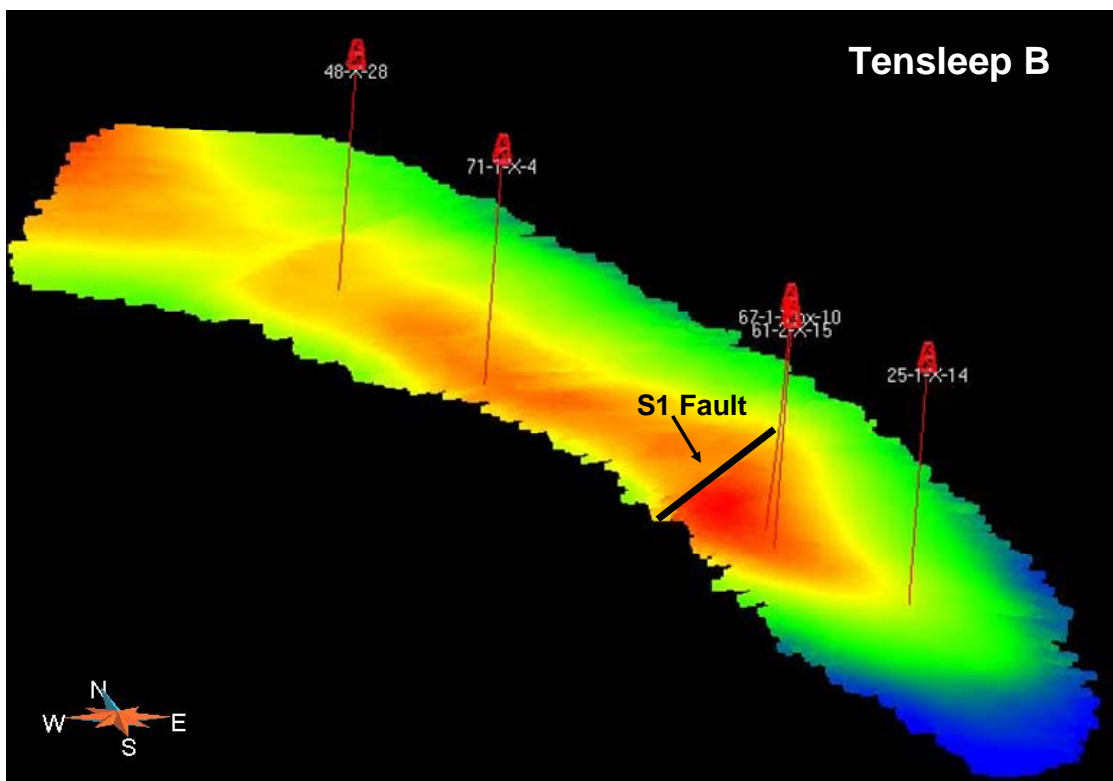 Tensleep B
48-X-28
71-1-X-4
61-2-X-15
25-1-X-14
S1 Fault
N
W
E
S